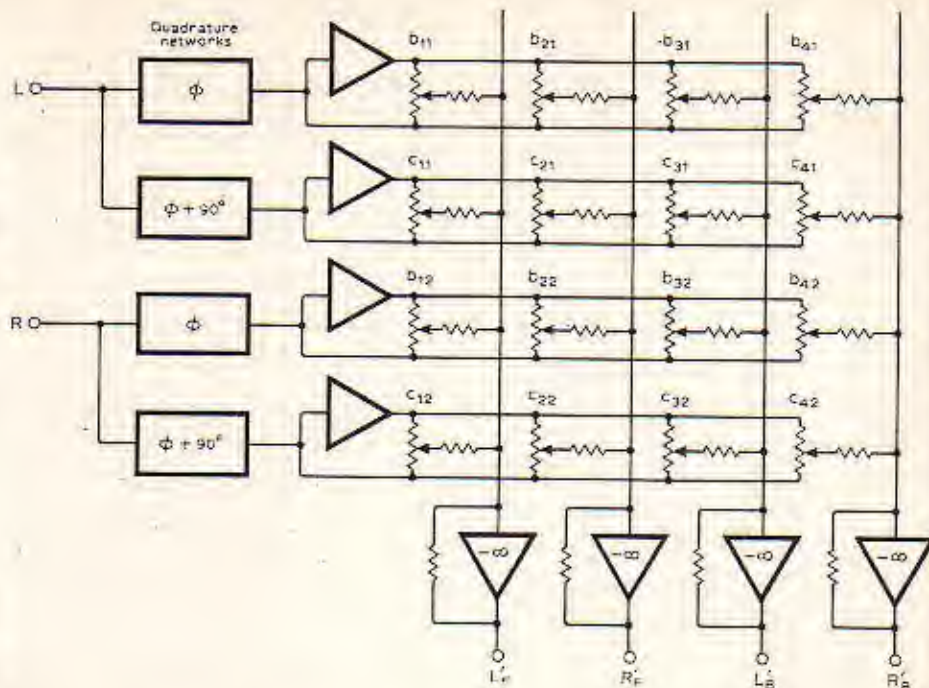 Quadrature
networks
b11 b21 -b31 b41
L φ
c11 c21 c31 c41
φ + 90°
b12 b22 b32 b42
R φ
c12 c22 c32 c42
φ + 90°
-∞ -∞ -∞ -∞
L'F R'F L'B R'B